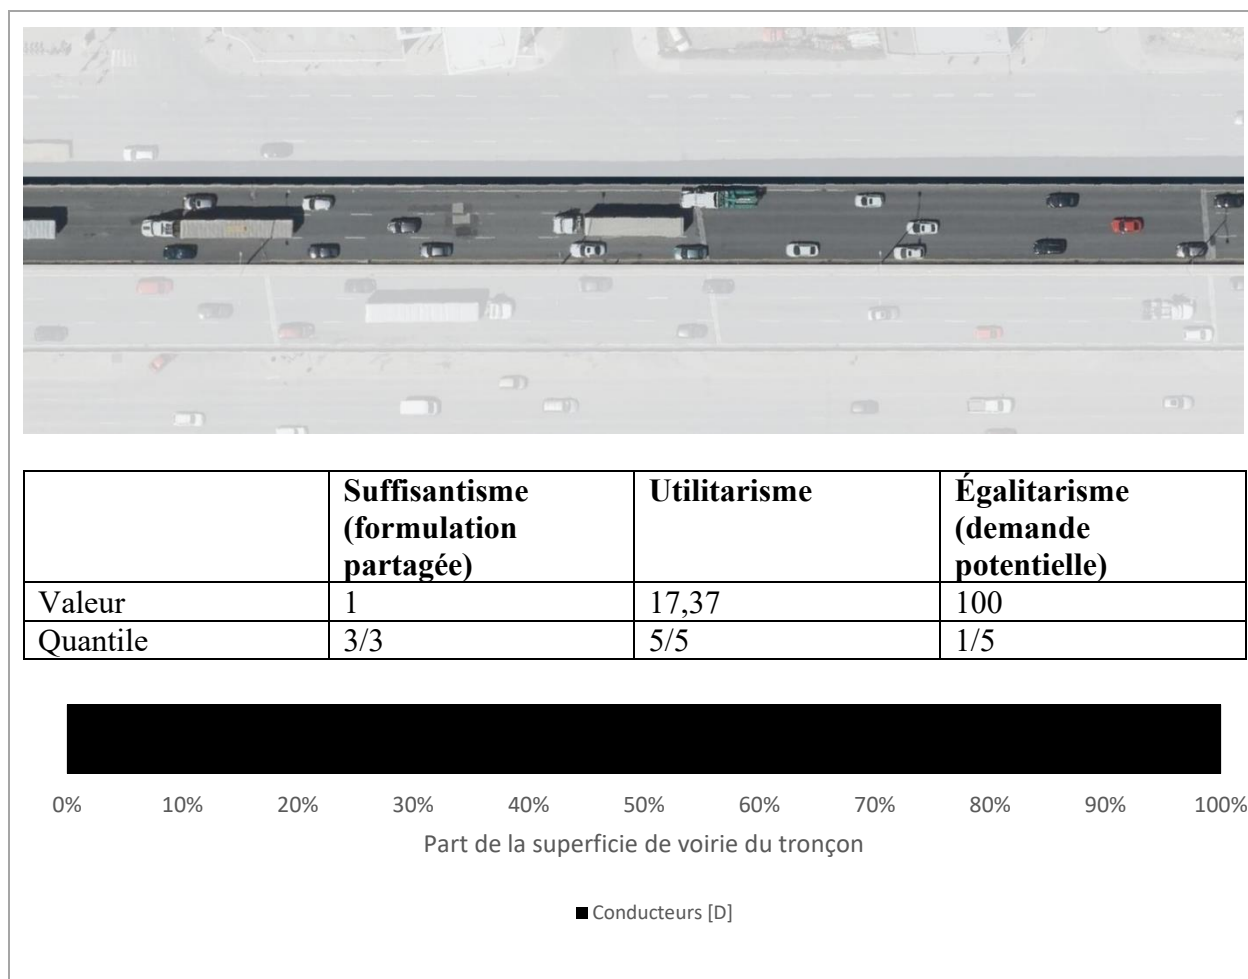 Suffisantisme
(formulation
partagée)
Utilitarisme
Égalitarisme
(demande
potentielle)
Valeur 1 17,37 100
Quantile 3/3 5/5 1/5
0% 10% 20% 30% 40% 50% 60% 70% 80% 90% 100%
Part de la superficie de voirie du tronçon
Conducteurs [D]